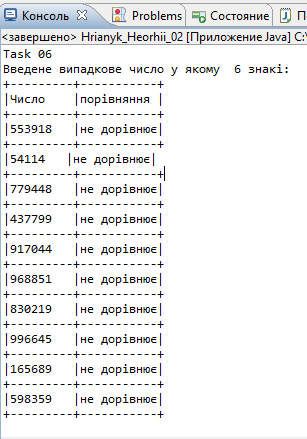 Консоль Problems Состояние П
<завершено> Hrianyk_Heorhii_02 [Приложение Java] C:\
Task 06
Введене випадкове число у якому  6 знакі:
+---------+-----------+
|Число    |порівняння |
+---------+-----------+
|553918   |не дорівнює|
+---------+-----------+
|54114   |не дорівнює|
+---------+-----------+
|779448   |не дорівнює|
+---------+-----------+
|437799   |не дорівнює|
+---------+-----------+
|917044   |не дорівнює|
+---------+-----------+
|968851   |не дорівнює|
+---------+-----------+
|830219   |не дорівнює|
+---------+-----------+
|996645   |не дорівнює|
+---------+-----------+
|165689   |не дорівнює|
+---------+-----------+
|598359   |не дорівнює|
+---------+-----------+